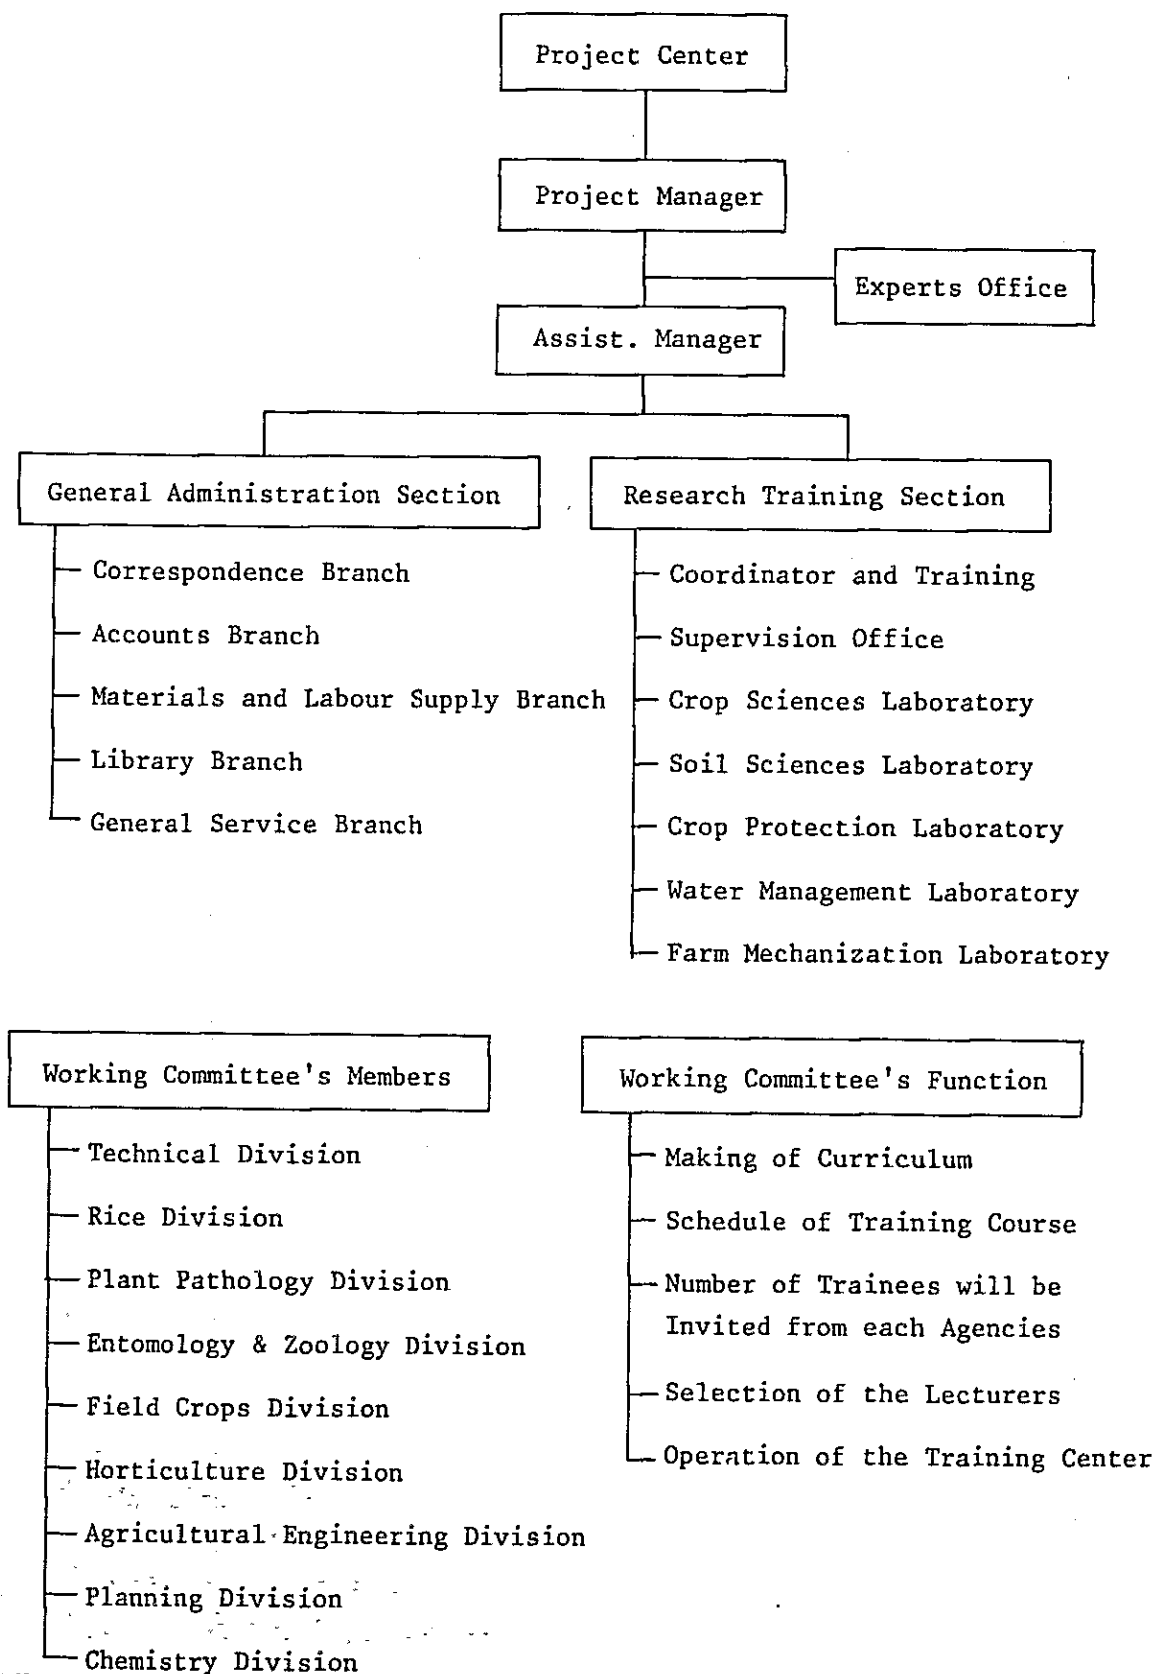 Project Center
Project Manager
Experts Office
Assist. Manager
General Administration Section
Correspondence Branch
Accounts Branch
Materials and Labour Supply Branch
Library Branch
General Service Branch
Research Training Section
Coordinator and Training
Supervision Office
Crop Sciences Laboratory
Soil Sciences Laboratory
Crop Protection Laboratory
Water Management Laboratory
Farm Mechanization Laboratory
Working Committee's Members
Technical Division
Rice Division
Plant Pathology Division
Entomology & Zoology Division
Field Crops Division
Horticulture Division
Agricultural Engineering Division
Planning Division
Chemistry Division
Working Committee's Function
Making of Curriculum
Schedule of Training Course
Number of Trainees will be
Invited from each Agencies
Selection of the Lecturers
Operation of the Training Center